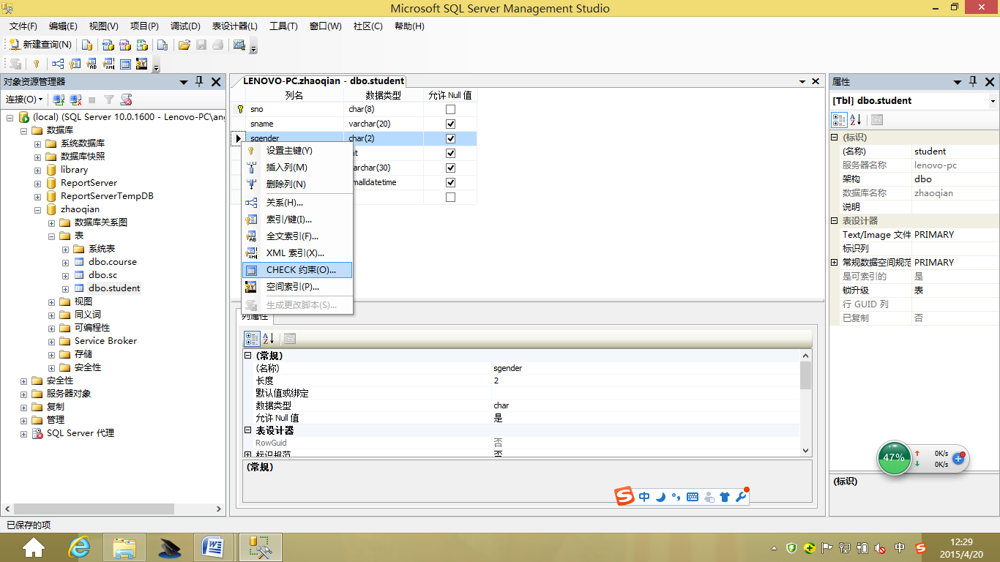 Microsoft SQL Server Management Studio
文件(F) 编辑(E) 视图(V) 项目(P) 调试(D) 表设计器(L) 工具(T) 窗口(W) 社区(C) 帮助(H)
新建查询(N)
对象资源管理器
连接(O)
(local) (SQL Server 10.0.1600 - Lenovo-PC\an
数据库
系统数据库
数据库快照
library
ReportServer
ReportServerTempDB
zhaoqian
数据库关系图
表
系统表
dbo.course
dbo.sc
dbo.student
视图
同义词
可编程性
Service Broker
存储
安全性
安全性
服务器对象
复制
管理
SQL Server 代理
LENOVO-PC.zhaoqian - dbo.student
列名 数据类型 允许 Null 值
sno char(8)
sname varchar(20)
sgender char(2)
archar(30)
malldatetime
设置主键(Y)
插入列(M)
删除列(N)
关系(H)...
索引/键(I)...
全文索引(F)...
XML 索引(X)...
CHECK 约束(O)...
空间索引(P)...
生成更改脚本(S)...
列属性
(常规)
(名称) sgender
长度 2
默认值或绑定
数据类型 char
允许 Null 值 是
表设计器
RowGuid 否
标识规范 否
(常规)
属性
[Tbl] dbo.student
(标识)
(名称) student
服务器名称 lenovo-pc
架构 dbo
数据库名称 zhaoqian
说明
表设计器
Text/Image 文件 PRIMARY
标识列
常规数据空间规范 PRIMARY
是可索引的 是
锁升级 表
行 GUID 列
已复制 否
47% 0K/s
0K/s
(标识)
中
已保存的项
中
12:29
2015/4/20